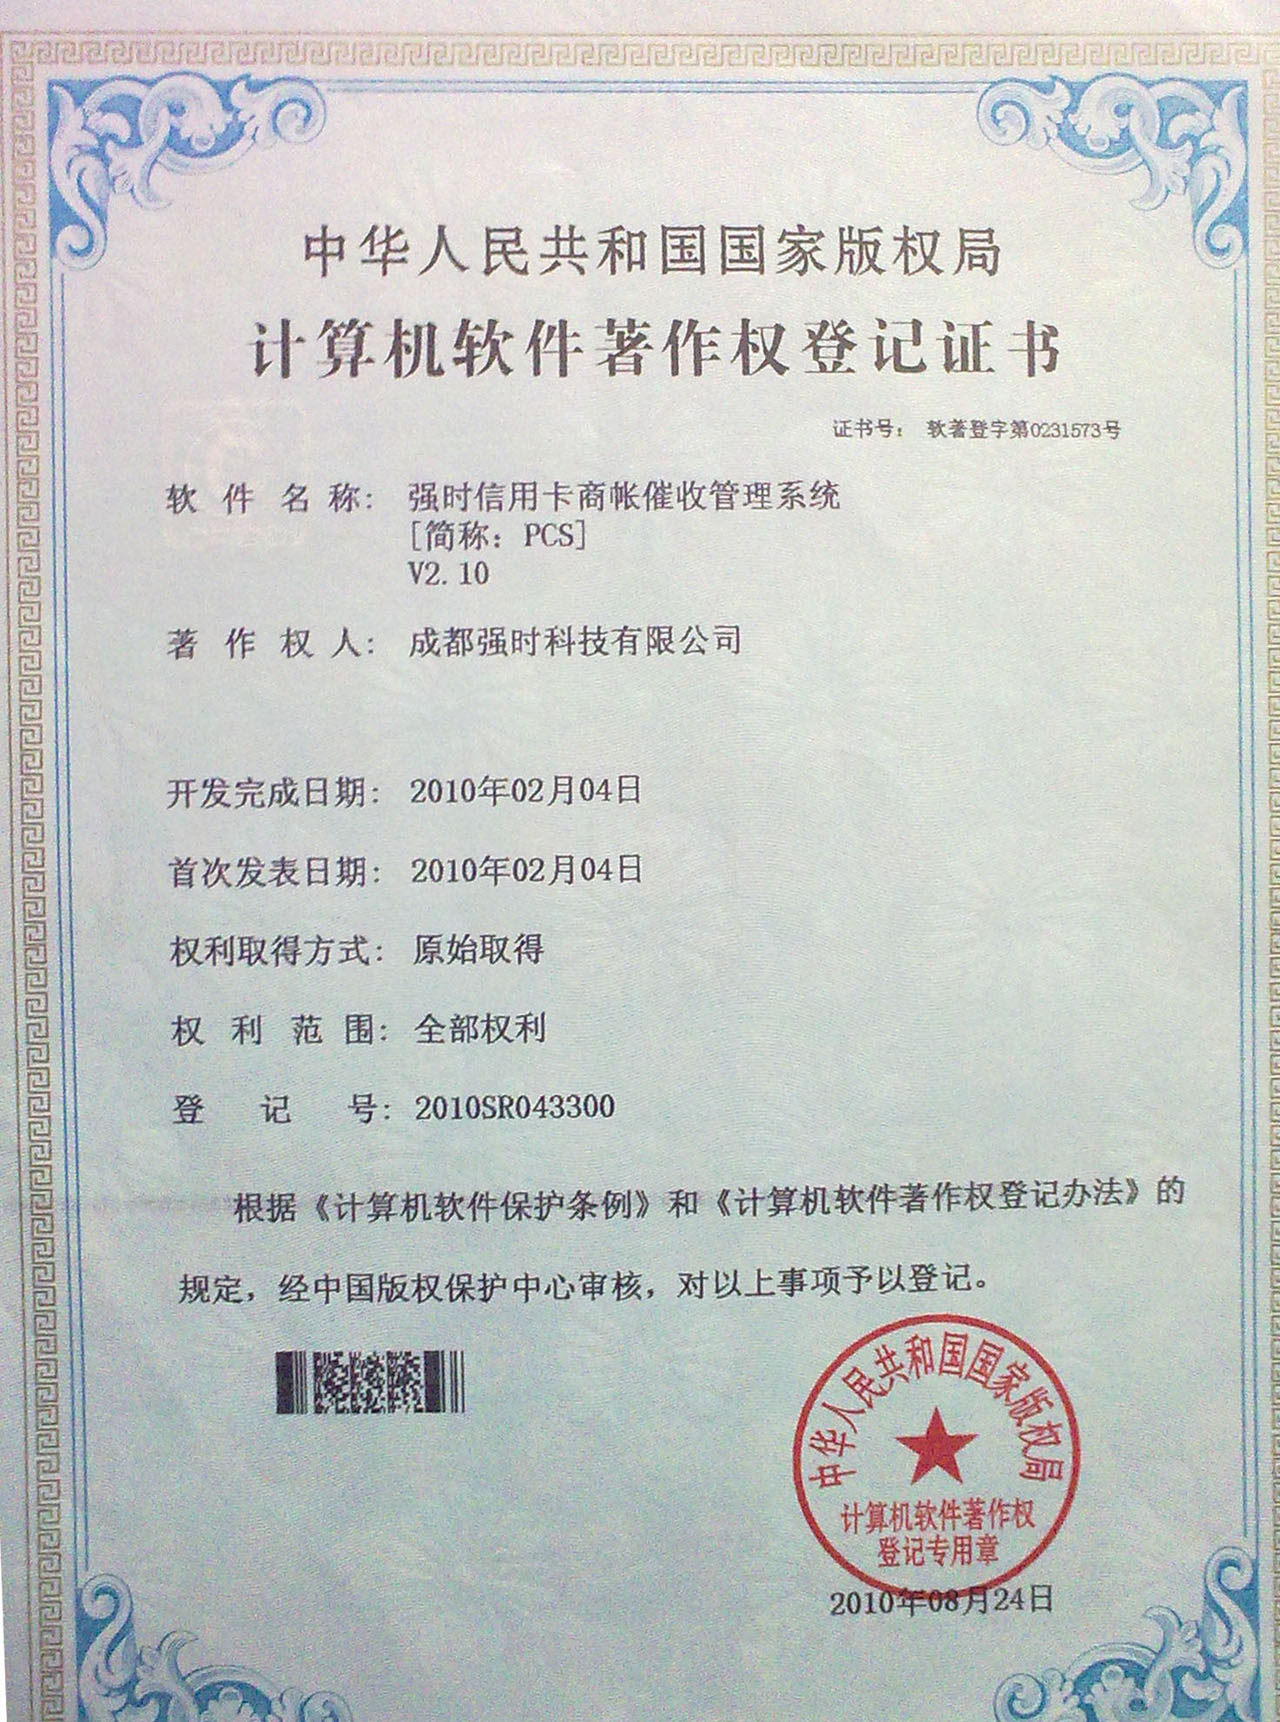 中华人民共和国国家版权局
计算机软件著作权登记证书
证书号： 软著登字第0231573号
软件名称： 强时信用卡商帐催收管理系统
[简称：PCS]
V2.10
著作权人： 成都强时科技有限公司
开发完成日期： 2010年02月04日
首次发表日期： 2010年02月04日
权利取得方式： 原始取得
权利范围： 全部权利
登记号： 2010SR043300
根据《计算机软件保护条例》和《计算机软件著作权登记办法》的
规定，经中国版权保护中心审核，对以上事项予以登记。
中华人民共和国国家版权局
计算机软件著作权
登记专用章
2010年08月24日